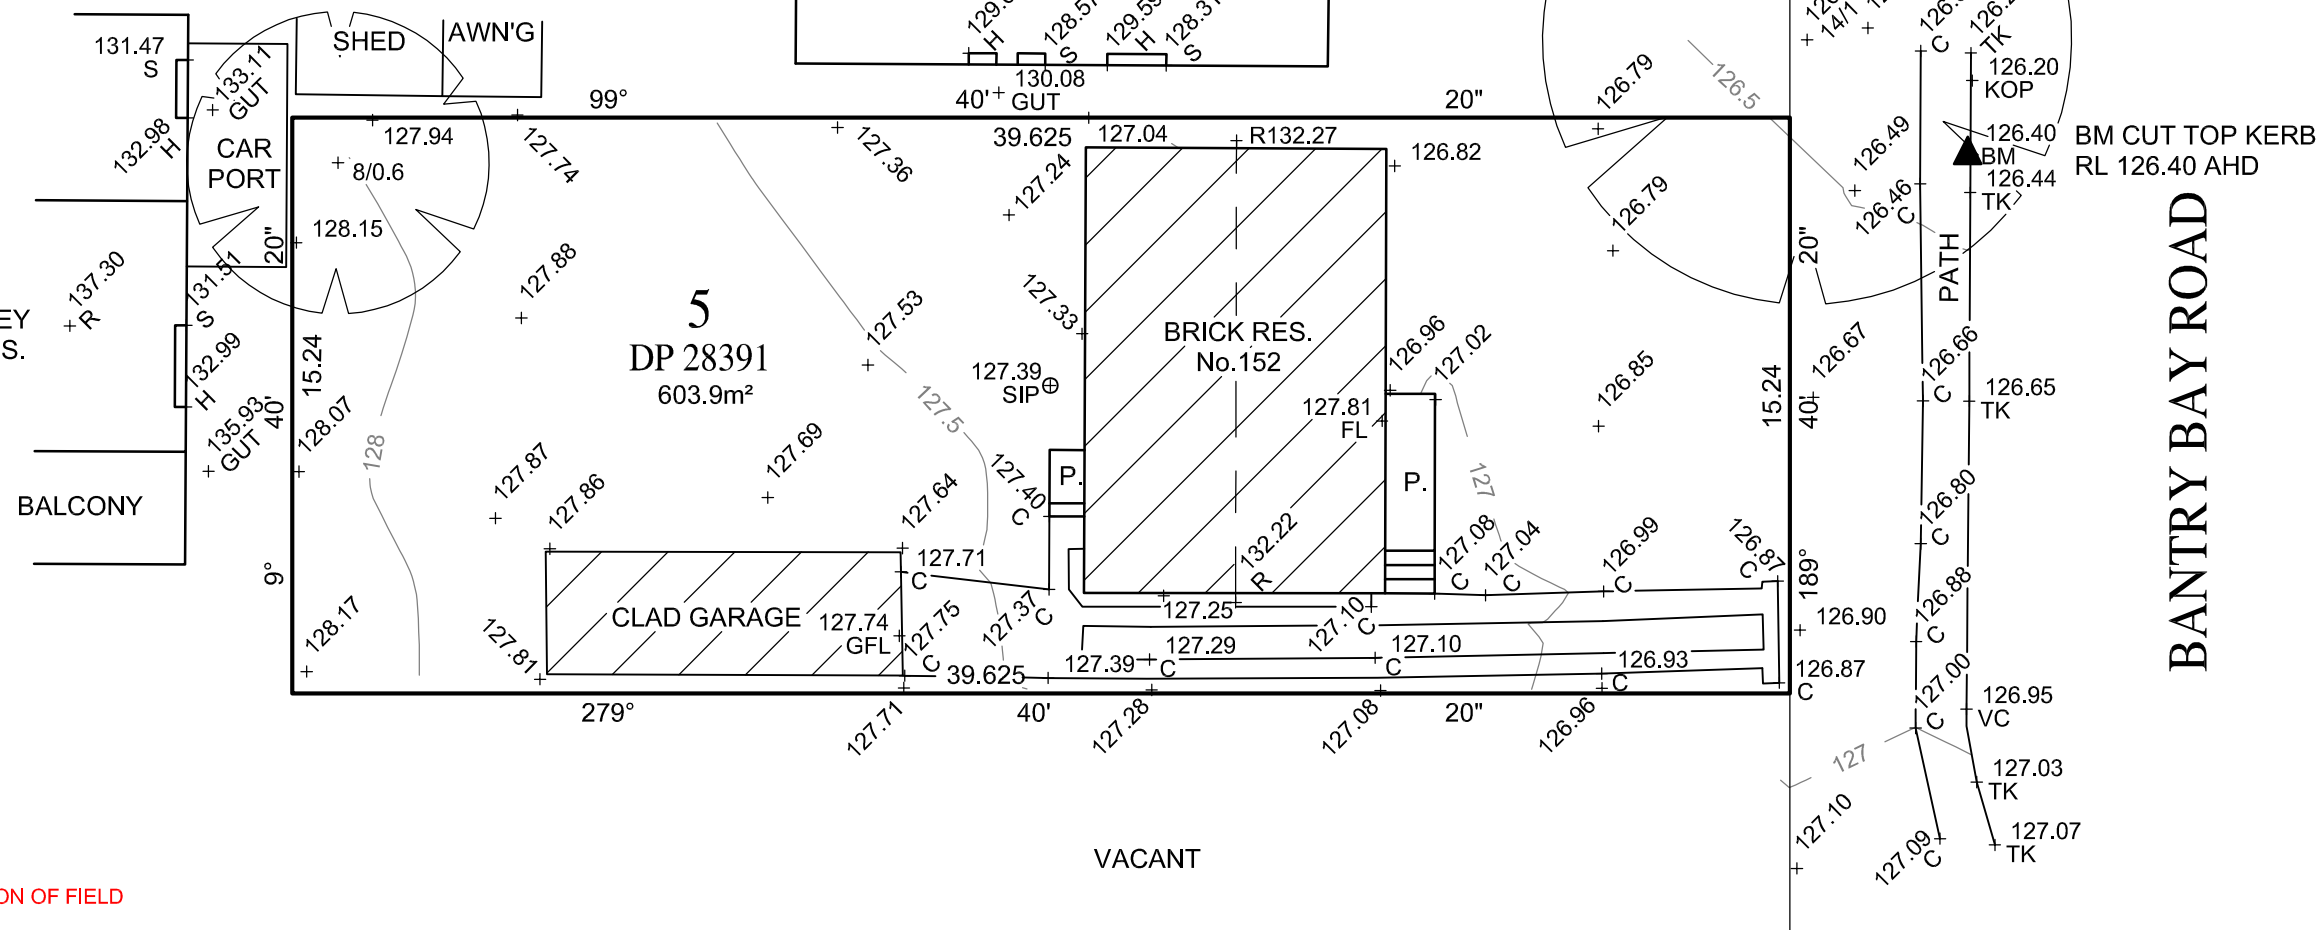 131.47
S
133.11
GUT
SHED
AWN'G
129.
H
128.57
S
129.59
H
128.31
S
130.08
GUT
99°
40'
20"
126.79
126.5
14/1
C
TK
126.20
KOP
132.98
H
CAR
PORT
127.94
8/0.6
127.74
127.36
39.625
127.04
R132.27
126.82
127.24
126.49
126.40
BM
BM CUT TOP KERB
RL 126.40 AHD
126.44
TK
126.46
C
126.79
PATH
20"
128.15
20"
137.30
R
131.51
S
127.88
5
DP 28391
603.9m²
127.53
127.33
BRICK RES.
No.152
126.96
127.02
126.85
126.67
126.66
C
126.65
TK
BANTRY BAY ROAD
EY
S.
132.99
H
15.24
40'
128.07
135.93
GUT
127.39
SIP
127.5
127.81
FL
15.24
40'
128
127.87
127.86
127.69
127.64
127.40
C
P.
P.
127
126.80
C
BALCONY
9°
127.71
C
132.22
R
127.08
C
127.04
C
126.99
C
126.87
C
189°
126.88
C
CLAD GARAGE
127.74
GFL
127.75
C
127.37
C
127.25
127.10
C
128.17
127.81
39.625
127.39
127.29
C
127.10
C
126.93
C
126.90
126.87
C
127.00
C
126.95
VC
279°
127.71
40'
127.28
127.08
20"
126.96
127
127.03
TK
127.10
127.09
C
127.07
TK
VACANT
ON OF FIELD